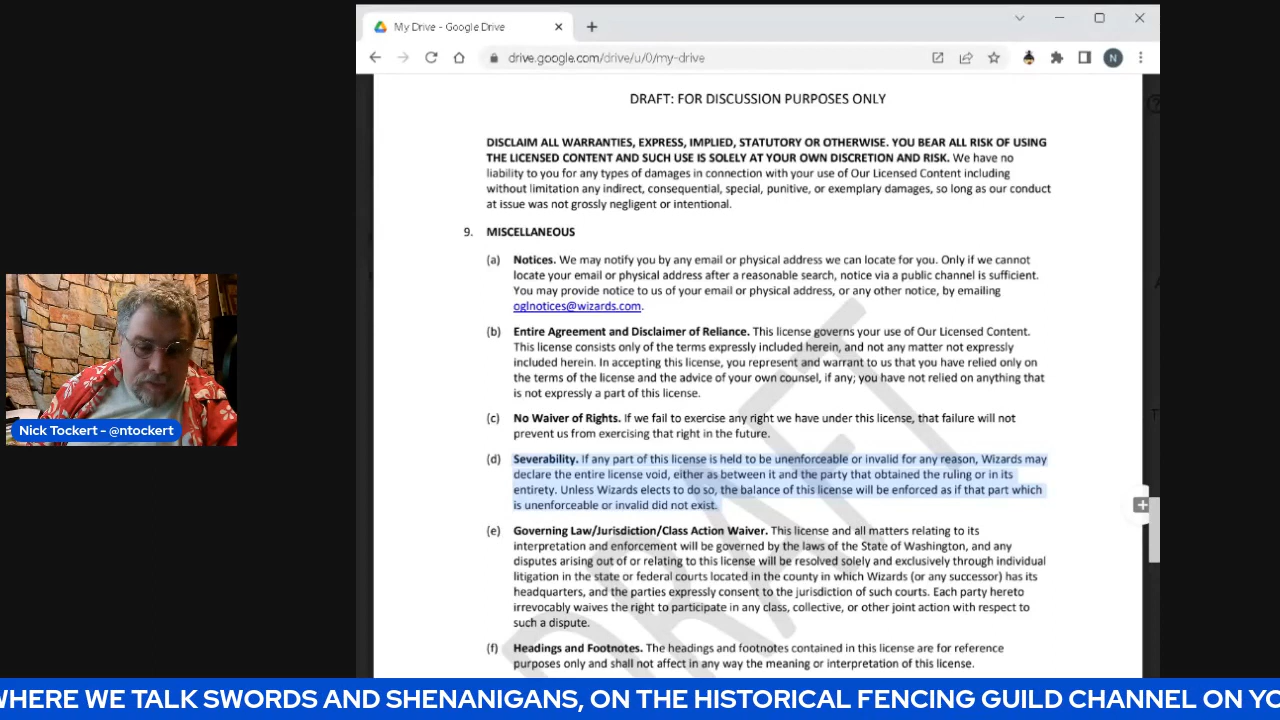 My Drive - Google Drive
drive.google.com/drive/u/0/my-drive
N
DRAFT: FOR DISCUSSION PURPOSES ONLY
DISCLAIM ALL WARRANTIES, EXPRESS, IMPLIED, STATUTORY OR OTHERWISE. YOU BEAR ALL RISK OF USING
THE LICENSED CONTENT AND SUCH USE IS SOLELY AT YOUR OWN DISCRETION AND RISK. We have no
liability to you for any types of damages in connection with your use of Our Licensed Content including
without limitation any indirect, consequential, special, punitive, or exemplary damages, so long as our conduct
at issue was not grossly negligent or intentional.
9. MISCELLANEOUS
(a) Notices. We may notify you by any email or physical address we can locate for you. Only if we cannot
locate your email or physical address after a reasonable search, notice via a public channel is sufficient.
You may provide notice to us of your email or physical address, or any other notice, by emailing
oglnotices@wizards.com.
(b) Entire Agreement and Disclaimer of Reliance. This license governs your use of Our Licensed Content.
This license consists only of the terms expressly included herein, and not any matter not expressly
included herein. In accepting this license, you represent and warrant to us that you have relied only on
the terms of the license and the advice of your own counsel, if any; you have not relied on anything that
is not expressly a part of this license.
(c) No Waiver of Rights. If we fail to exercise any right we have under this license, that failure will not
prevent us from exercising that right in the future.
(d) Severability. If any part of this license is held to be unenforceable or invalid for any reason, Wizards may
declare the entire license void, either as between it and the party that obtained the ruling or in its
entirety. Unless Wizards elects to do so, the balance of this license will be enforced as if that part which
is unenforceable or invalid did not exist.
(e) Governing Law/Jurisdiction/Class Action Waiver. This license and all matters relating to its
interpretation and enforcement will be governed by the laws of the State of Washington, and any
disputes arising out of or relating to this license will be resolved solely and exclusively through individual
litigation in the state or federal courts located in the county in which Wizards (or any successor) has its
headquarters, and the parties expressly consent to the jurisdiction of such courts. Each party hereto
irrevocably waives the right to participate in any class, collective, or other joint action with respect to
such a dispute.
(f) Headings and Footnotes. The headings and footnotes contained in this license are for reference
purposes only and shall not affect in any way the meaning or interpretation of this license.
DRAFT
Nick Tockert - @ntockert
WHERE WE TALK SWORDS AND SHENANIGANS, ON THE HISTORICAL FENCING GUILD CHANNEL ON YO